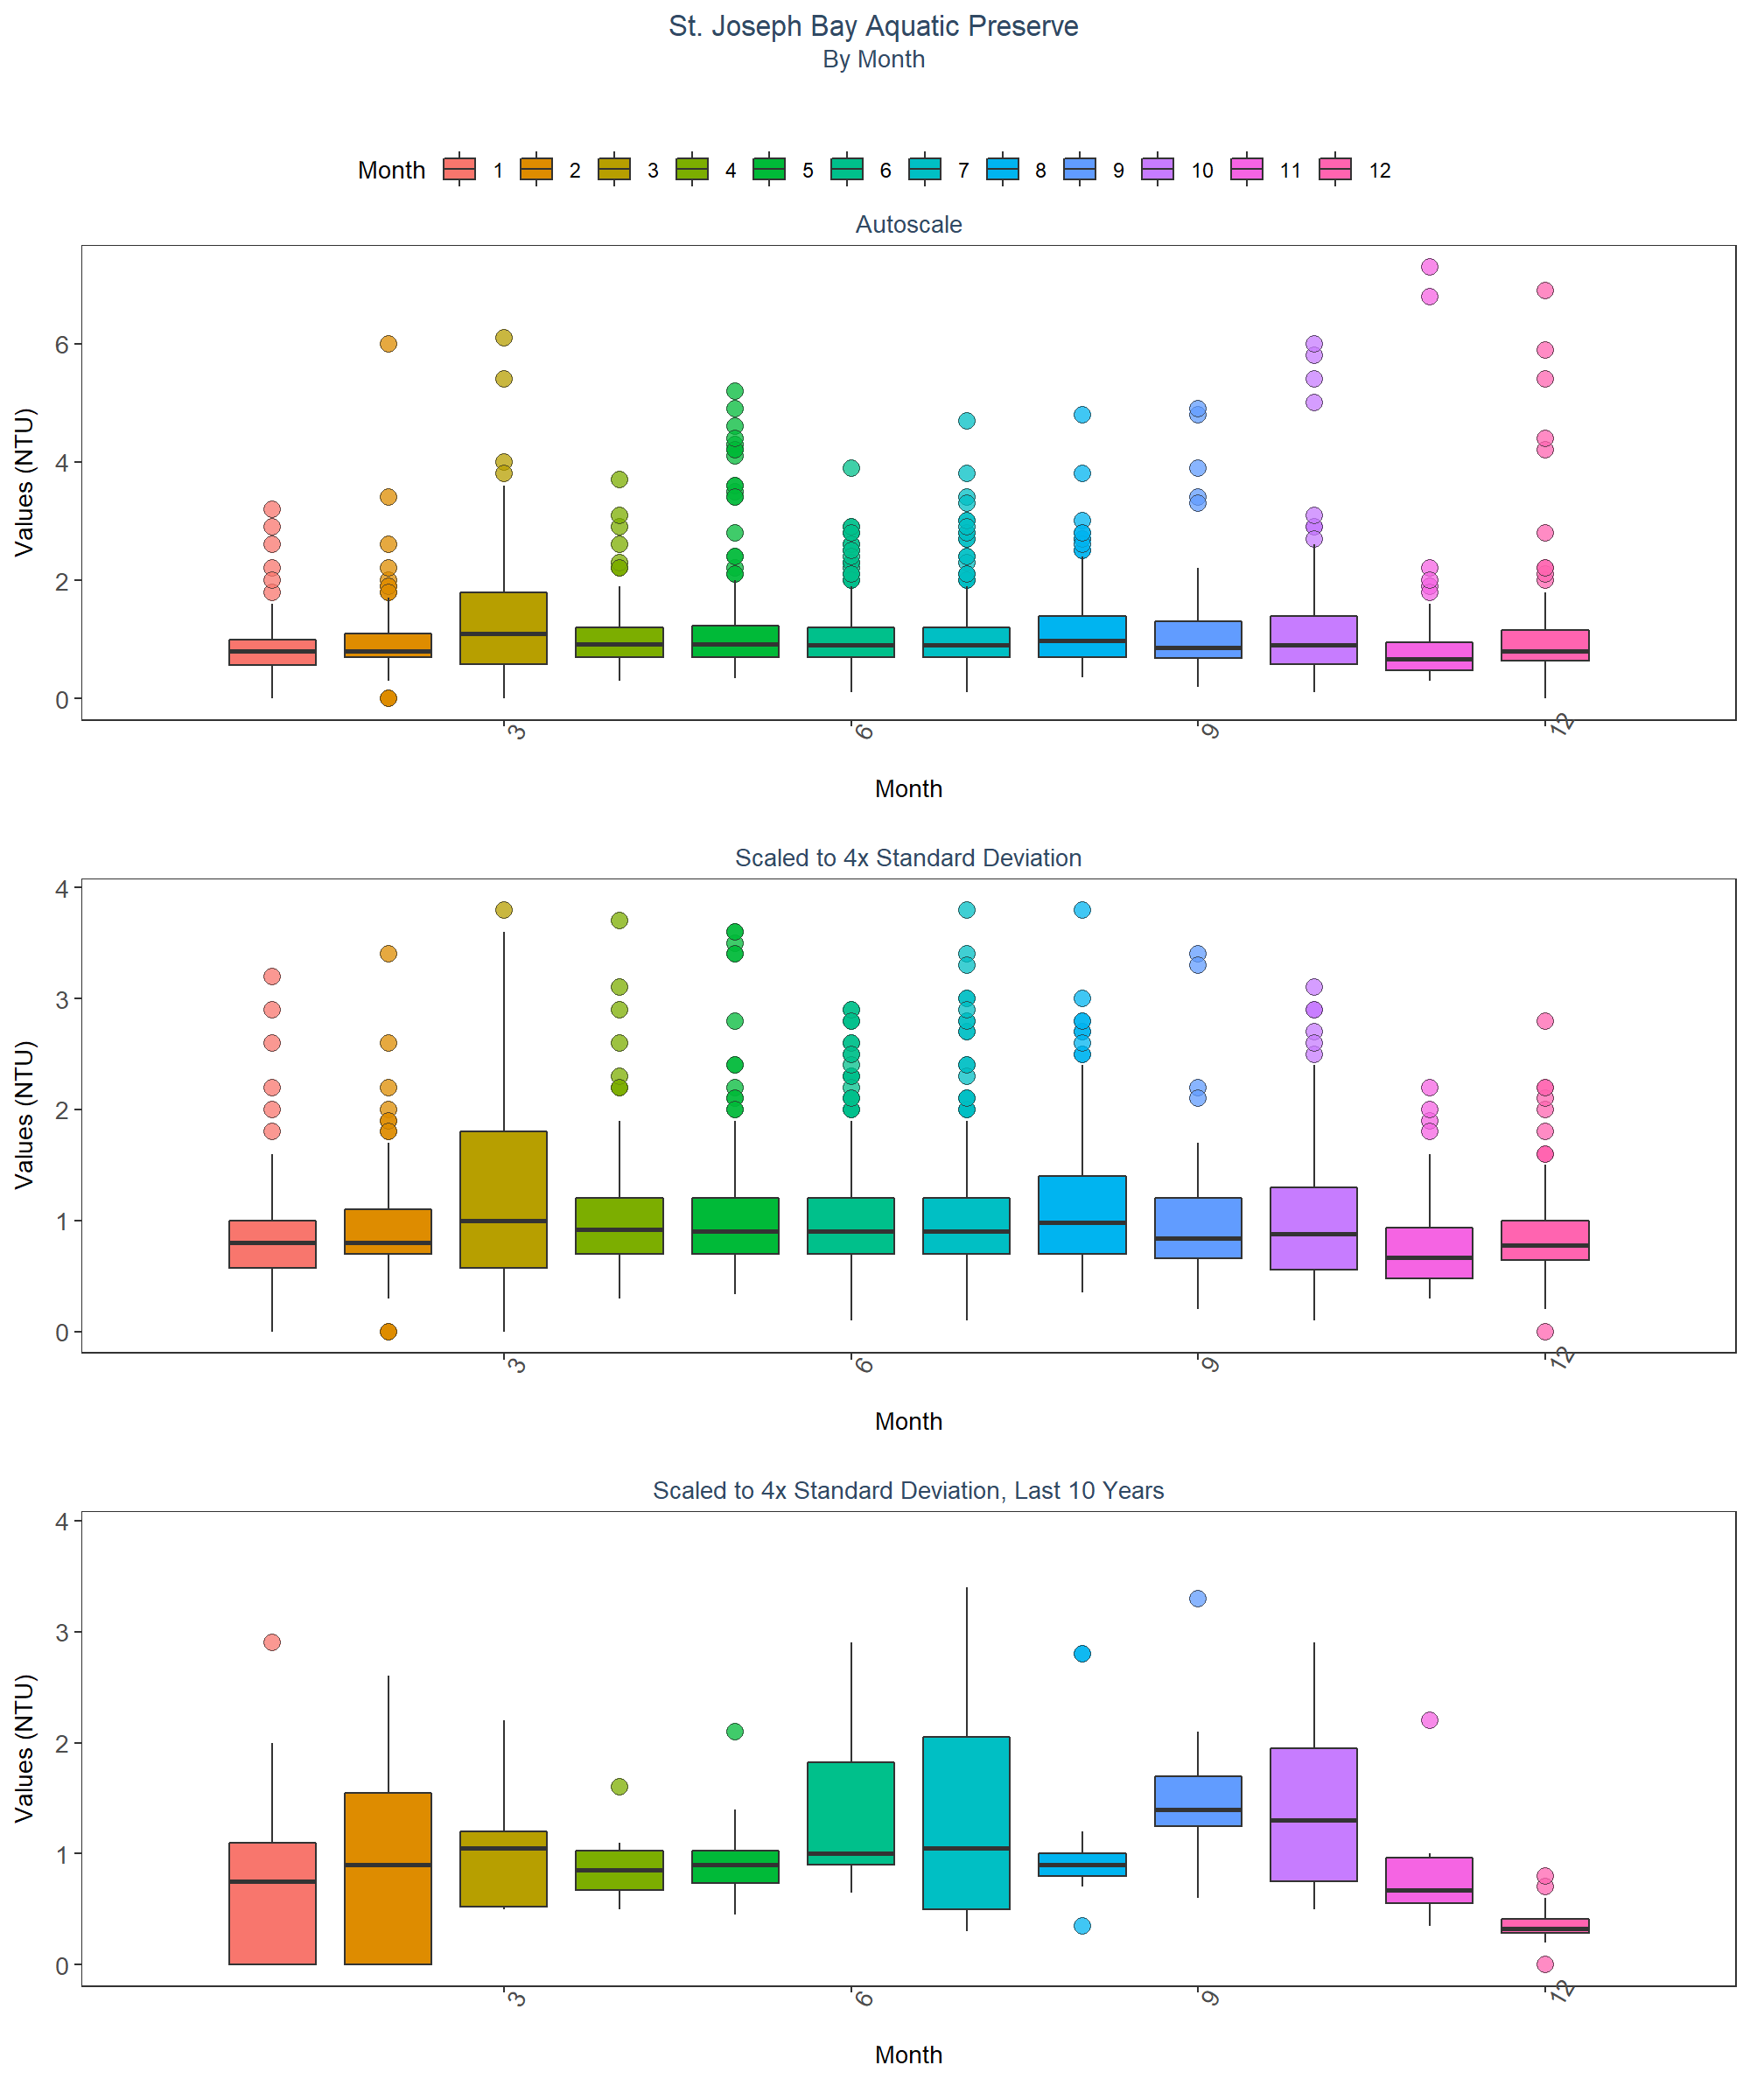 St. Joseph Bay Aquatic Preserve
By Month
Month 1 2 3 4 5 6 7 8 9 10 11 12
Autoscale
Values (NTU)
6
4
2
0
3 6 9 12
Month
Scaled to 4x Standard Deviation
Values (NTU)
4
3
2
1
0
3 6 9 12
Month
Scaled to 4x Standard Deviation, Last 10 Years
Values (NTU)
4
3
2
1
0
3 6 9 12
Month